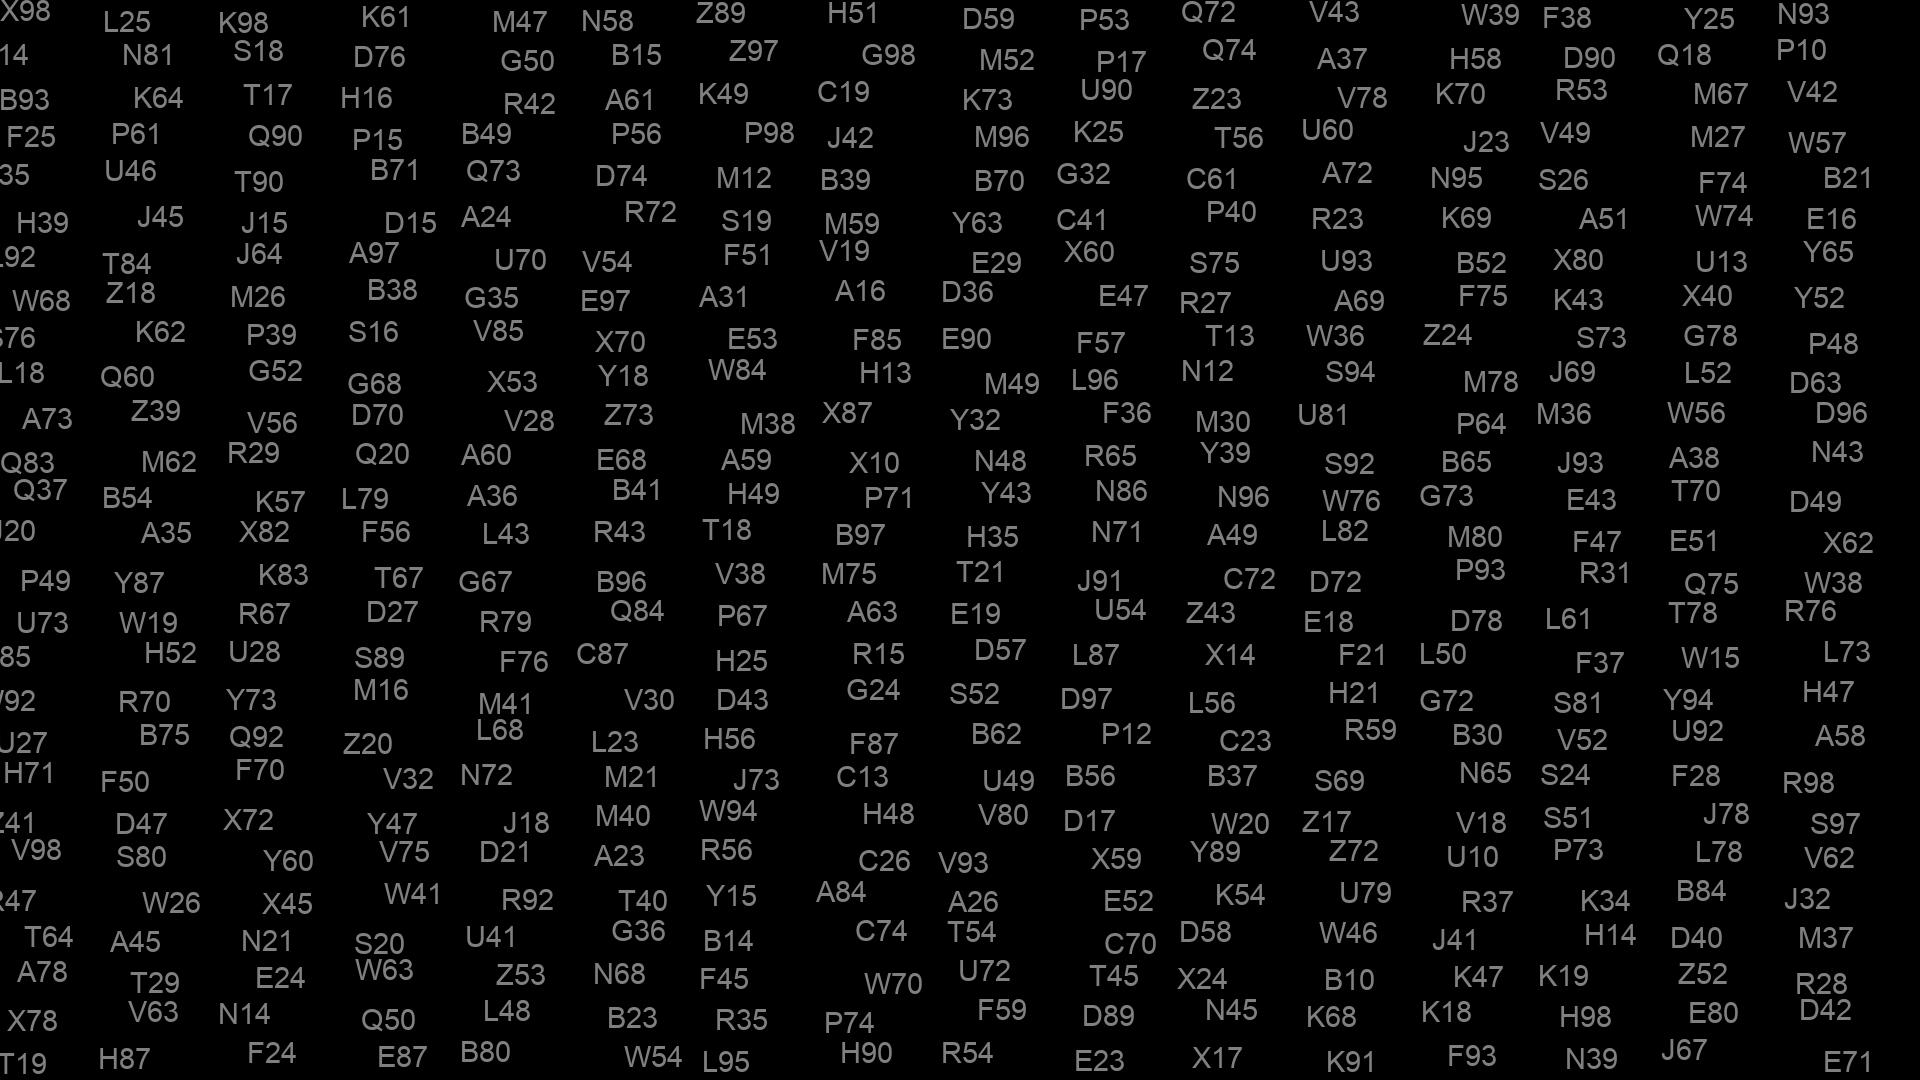 X98 L25 K98 K61 M47 N58 Z89 H51 D59 P53 Q72 V43 W39 F38 Y25 N93
14 N81 S18 D76 G50 B15 Z97 G98 M52 P17 Q74 A37 H58 D90 Q18 P10
B93 K64 T17 H16 R42 A61 K49 C19 K73 U90 Z23 V78 K70 R53 M67 V42
F25 P61 Q90 P15 B49 P56 P98 J42 M96 K25 T56 U60 J23 V49 M27 W57
35 U46 T90 B71 Q73 D74 M12 B39 B70 G32 C61 A72 N95 S26 F74 B21
H39 J45 J15 D15 A24 R72 S19 M59 Y63 C41 P40 R23 K69 A51 W74 E16
92 T84 J64 A97 U70 V54 F51 V19 E29 X60 S75 U93 B52 X80 U13 Y65
W68 Z18 M26 B38 G35 E97 A31 A16 D36 E47 R27 A69 F75 K43 X40 Y52
S76 K62 P39 S16 V85 X70 E53 F85 E90 F57 T13 W36 Z24 S73 G78 P48
L18 Q60 G52 G68 X53 Y18 W84 H13 M49 L96 N12 S94 M78 J69 L52 D63
A73 Z39 V56 D70 V28 Z73 M38 X87 Y32 F36 M30 U81 P64 M36 W56 D96
Q83 M62 R29 Q20 A60 E68 A59 X10 N48 R65 Y39 S92 B65 J93 A38 N43
Q37 B54 K57 L79 A36 B41 H49 P71 Y43 N86 N96 W76 G73 E43 T70 D49
20 A35 X82 F56 L43 R43 T18 B97 H35 N71 A49 L82 M80 F47 E51 X62
P49 Y87 K83 T67 G67 B96 V38 M75 T21 J91 C72 D72 P93 R31 Q75 W38
U73 W19 R67 D27 R79 Q84 P67 A63 E19 U54 Z43 E18 D78 L61 T78 R76
85 H52 U28 S89 F76 C87 H25 R15 D57 L87 X14 F21 L50 F37 W15 L73
92 R70 Y73 M16 M41 V30 D43 G24 S52 D97 L56 H21 G72 S81 Y94 H47
U27 B75 Q92 Z20 L68 L23 H56 F87 B62 P12 C23 R59 B30 V52 U92 A58
H71 F50 F70 V32 N72 M21 J73 C13 U49 B56 B37 S69 N65 S24 F28 R98
Z41 D47 X72 Y47 J18 M40 W94 H48 V80 D17 W20 Z17 V18 S51 J78 S97
V98 S80 Y60 V75 D21 A23 R56 C26 V93 X59 Y89 Z72 U10 P73 L78 V62
R47 W26 X45 W41 R92 T40 Y15 A84 A26 E52 K54 U79 R37 K34 B84 J32
T64 A45 N21 S20 U41 G36 B14 C74 T54 C70 D58 W46 J41 H14 D40 M37
A78 T29 E24 W63 Z53 N68 F45 W70 U72 T45 X24 B10 K47 K19 Z52 R28
X78 V63 N14 Q50 L48 B23 R35 P74 F59 D89 N45 K68 K18 H98 E80 D42
T19 H87 F24 E87 B80 W54 L95 H90 R54 E23 X17 K91 F93 N39 J67 E71